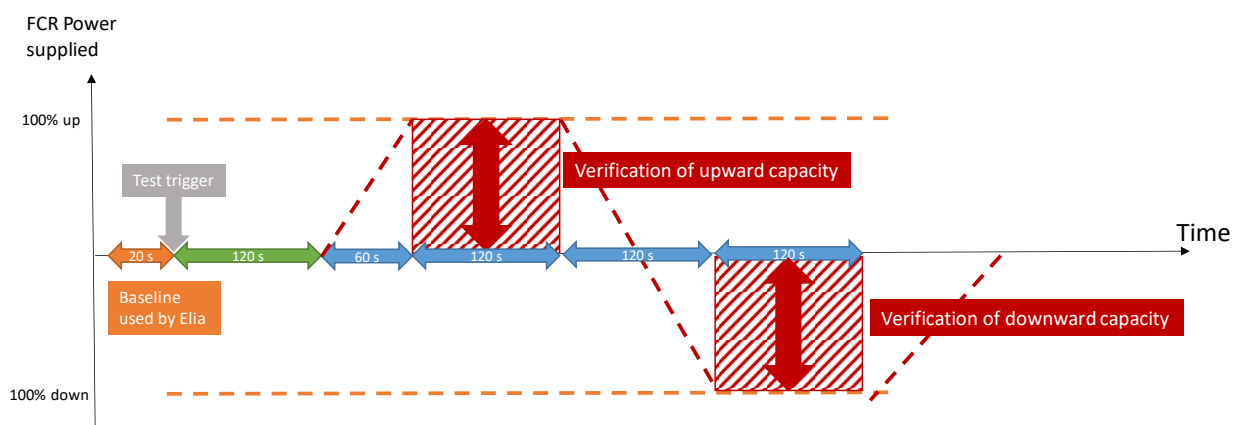 FCR Power
supplied
100% up
Test trigger
Verification of upward capacity
Time
20 s
120 s
60 s
120 s
120 s
120 s
Baseline
used by Elia
Verification of downward capacity
100% down